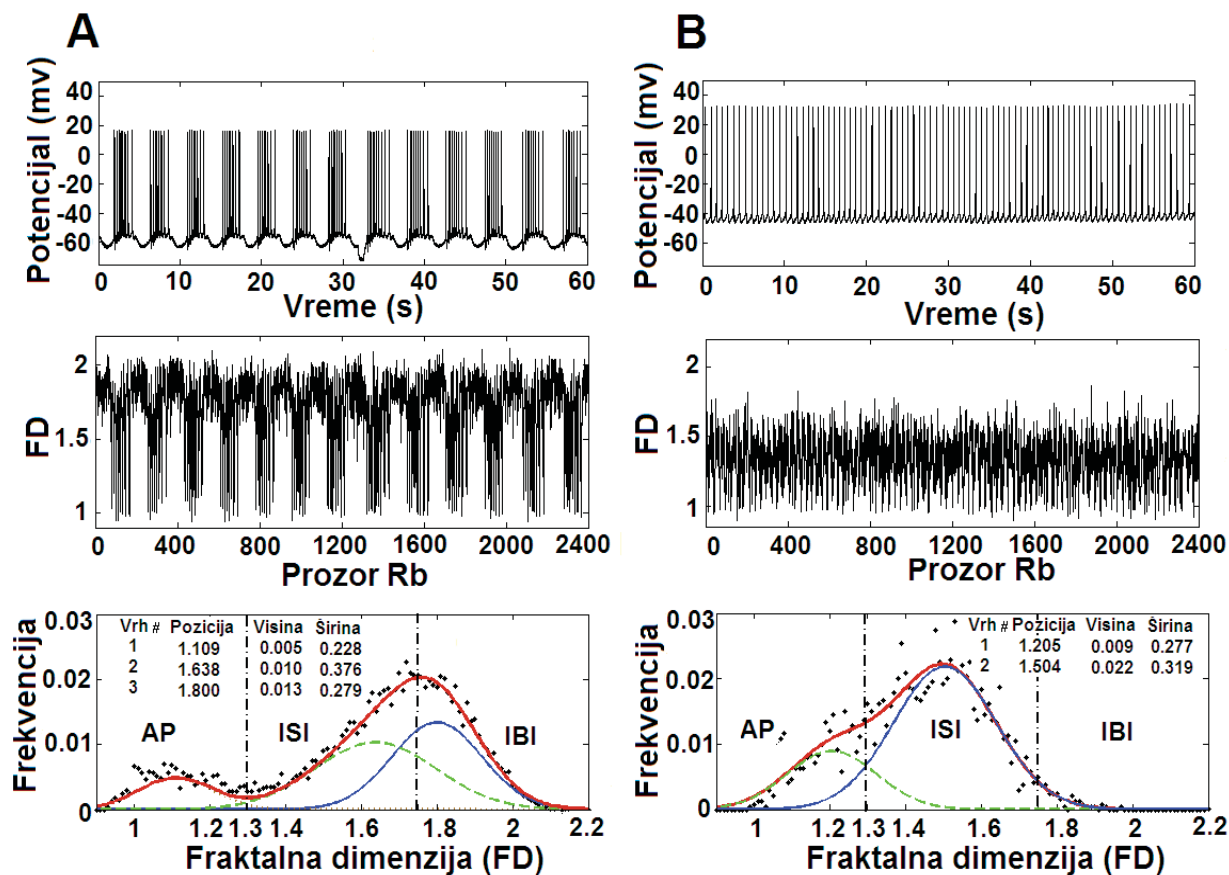 A
Potencijal (mv)
40
20
0
-20
-40
-60
0 10 20 30 40 50 60
Vreme (s)
FD
2
1.5
1
0 400 800 1200 1600 2000 2400
Prozor Rb
Frekvencija
0.03
0.02
0.01
0
Vrh # Pozicija Visina Širina
1 1.109 0.005 0.228
2 1.638 0.010 0.376
3 1.800 0.013 0.279
AP ISI IBI
1 1.2 1.3 1.4 1.6 1.8 2 2.2
Fraktalna dimenzija (FD)
B
Potencijal (mv)
40
20
0
-20
-40
-60
0 10 20 30 40 50 60
Vreme (s)
FD
2
1.5
1
0 400 800 1200 1600 2000 2400
Prozor Rb
Frekvencija
0.03
0.02
0.01
0
Vrh # Pozicija Visina Širina
1 1.205 0.009 0.277
2 1.504 0.022 0.319
AP ISI IBI
1 1.2 1.3 1.4 1.6 1.8 2 2.2
Fraktalna dimenzija (FD)